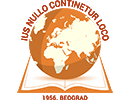 IUS NULLO CONTINETUR LOCO
1956. BEOGRAD